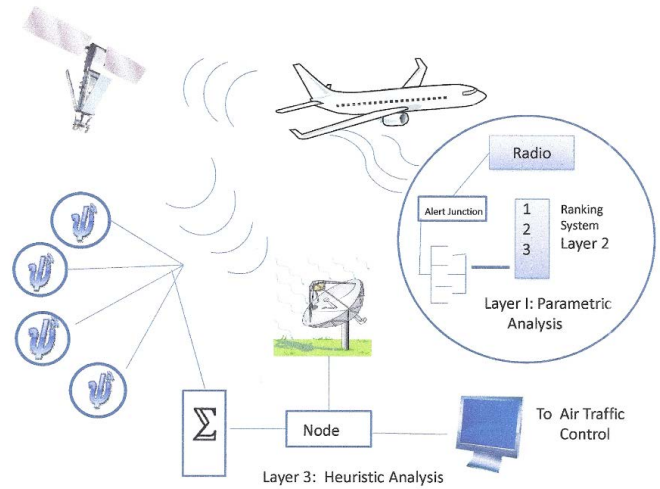 Radio
Alert Junction
1
2
3
Ranking
System
Layer 2
Layer I: Parametric
Analysis
Σ
Node
To Air Traffic
Control
Layer 3: Heuristic Analysis